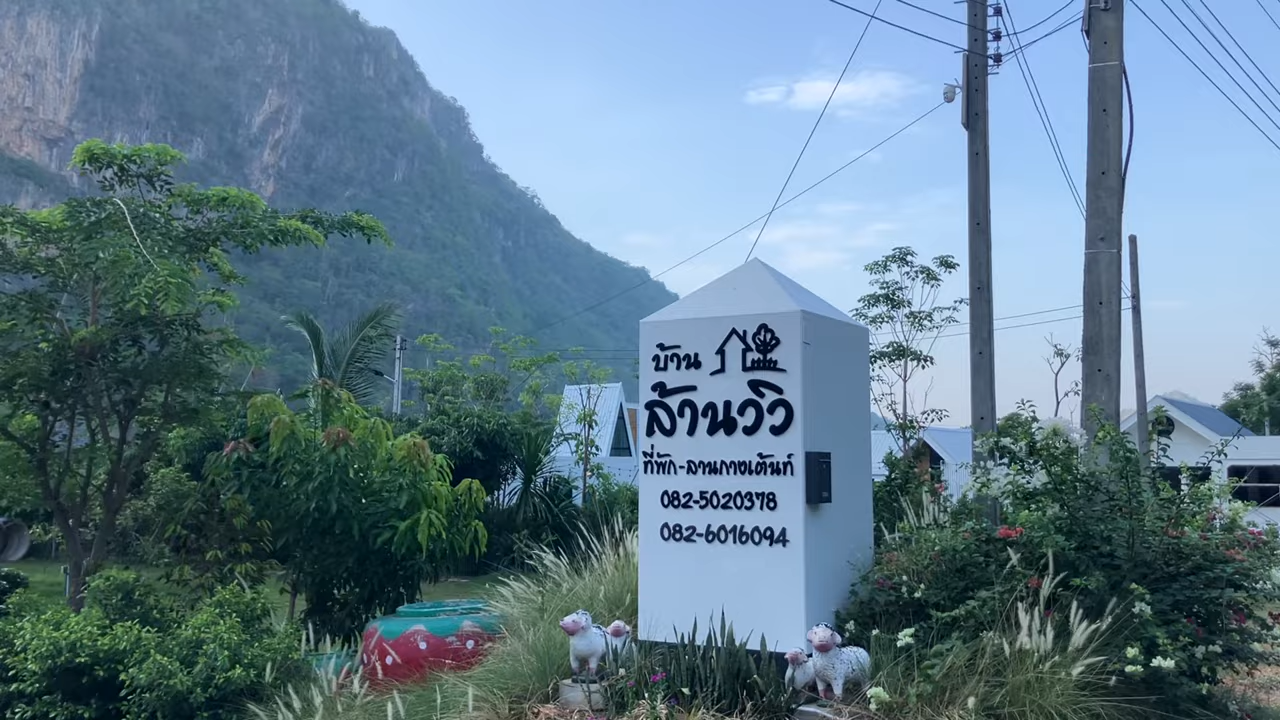 บ้าน
ล้านวิว
ที่พัก-ลานกางเต้นท์
082-5020378
082-6016094